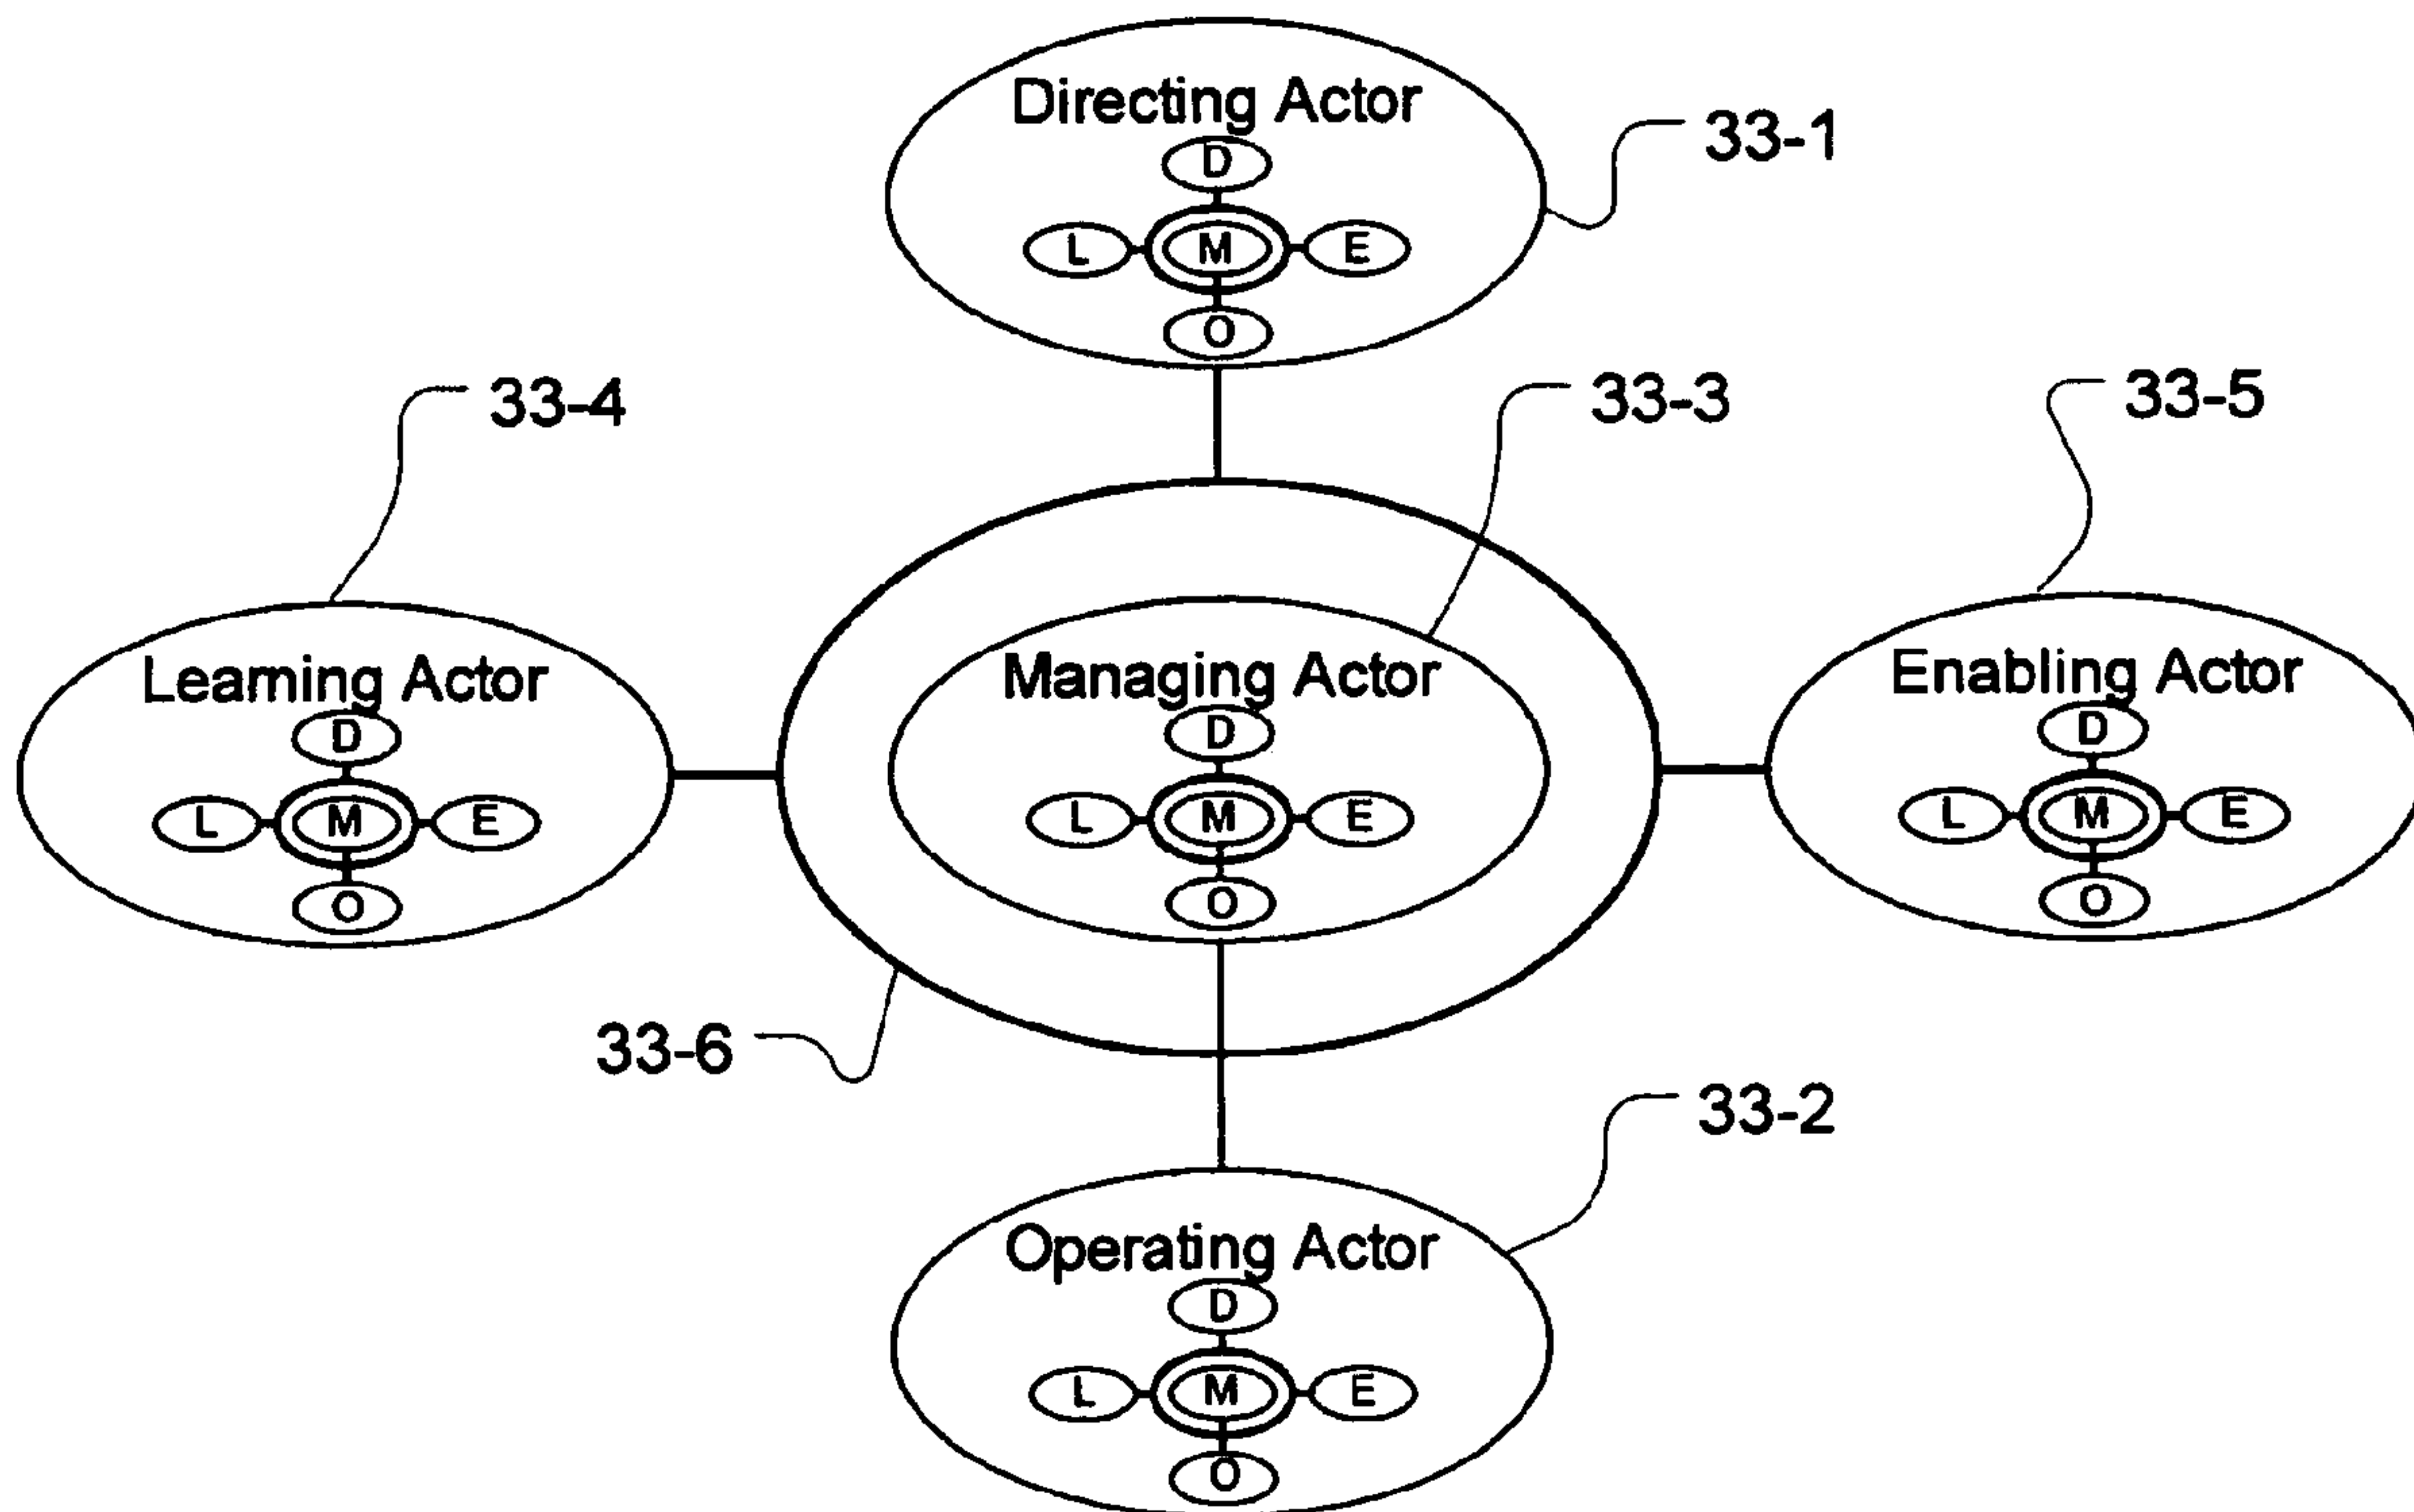 Directing Actor
33-1
D
L M E
O
33-4
33-3
33-5
Learning Actor
D
L M E
O
Managing Actor
D
L M E
O
Enabling Actor
D
L M E
O
33-6
33-2
Operating Actor
D
L M E
O